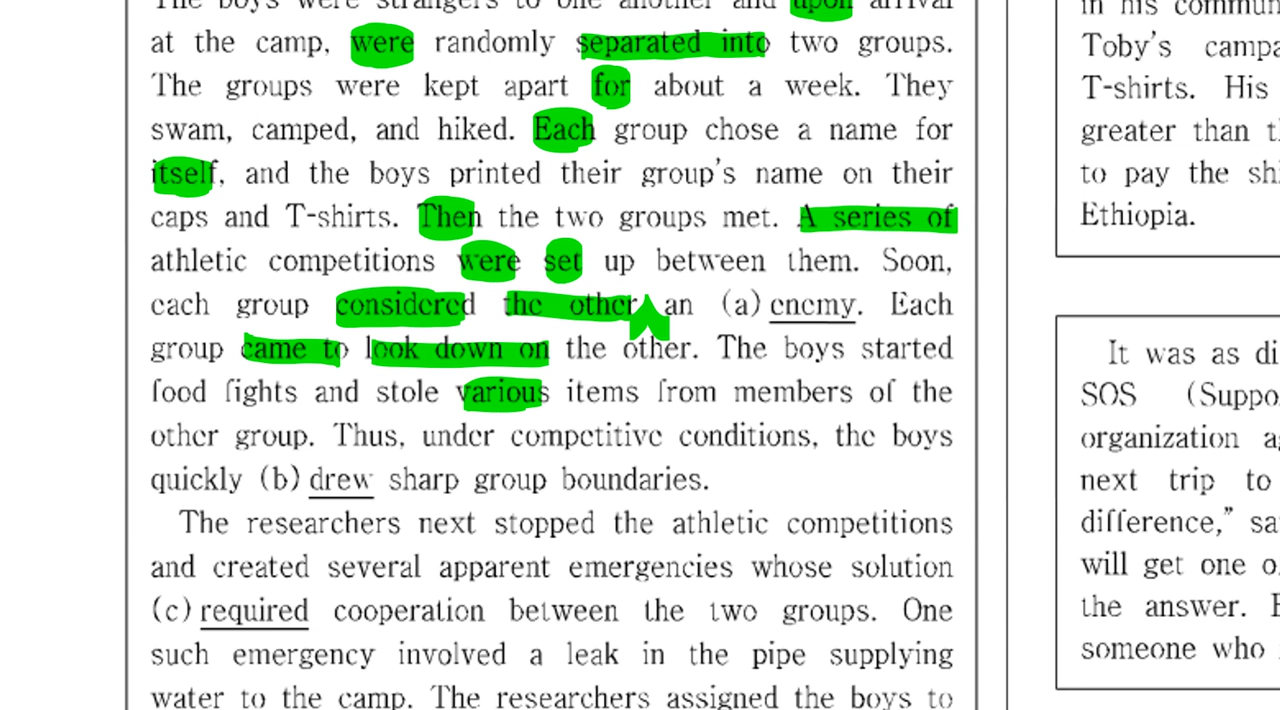 The boys were strangers to one another and upon arrival
at the camp, were randomly separated into two groups.
The groups were kept apart for about a week. They
swam, camped, and hiked. Each group chose a name for
itself, and the boys printed their group's name on their
caps and T-shirts. Then the two groups met. A series of
athletic competitions were set up between them. Soon,
each group considered the other an (a) enemy. Each
group came to look down on the other. The boys started
food fights and stole various items from members of the
other group. Thus, under competitive conditions, the boys
quickly (b) drew sharp group boundaries.
The researchers next stopped the athletic competitions
and created several apparent emergencies whose solution
(c) required cooperation between the two groups. One
such emergency involved a leak in the pipe supplying
water to the camp. The researchers assigned the boys to
in his
Toby's
T-shirts. His
greater than
to pay the
Ethiopia.
It was as
SOS
organization
next trip to
difference," 
will get one
the answer.
someone who